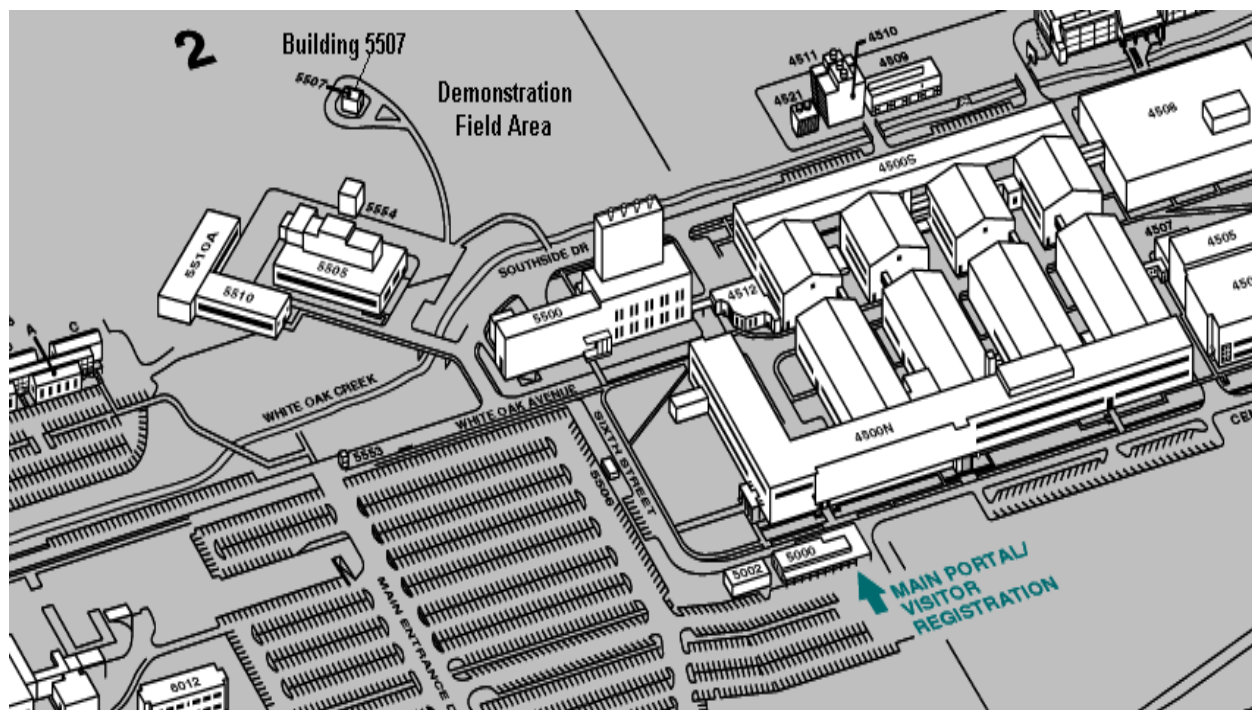 2
Building 5507
5507
Demonstration
Field Area
4510
4511
4509
4521
4508
4500S
5554
5510A
5505
5510
SOUTHSIDE DR
4507
4505
4512
5500
A
C
WHITE OAK CREEK
WHITE OAK AVENUE
4500N
SIXTH STREET
5553
5506
5000
5002
MAIN PORTAL/
VISITOR
REGISTRATION
MAIN ENTRANCE
6012